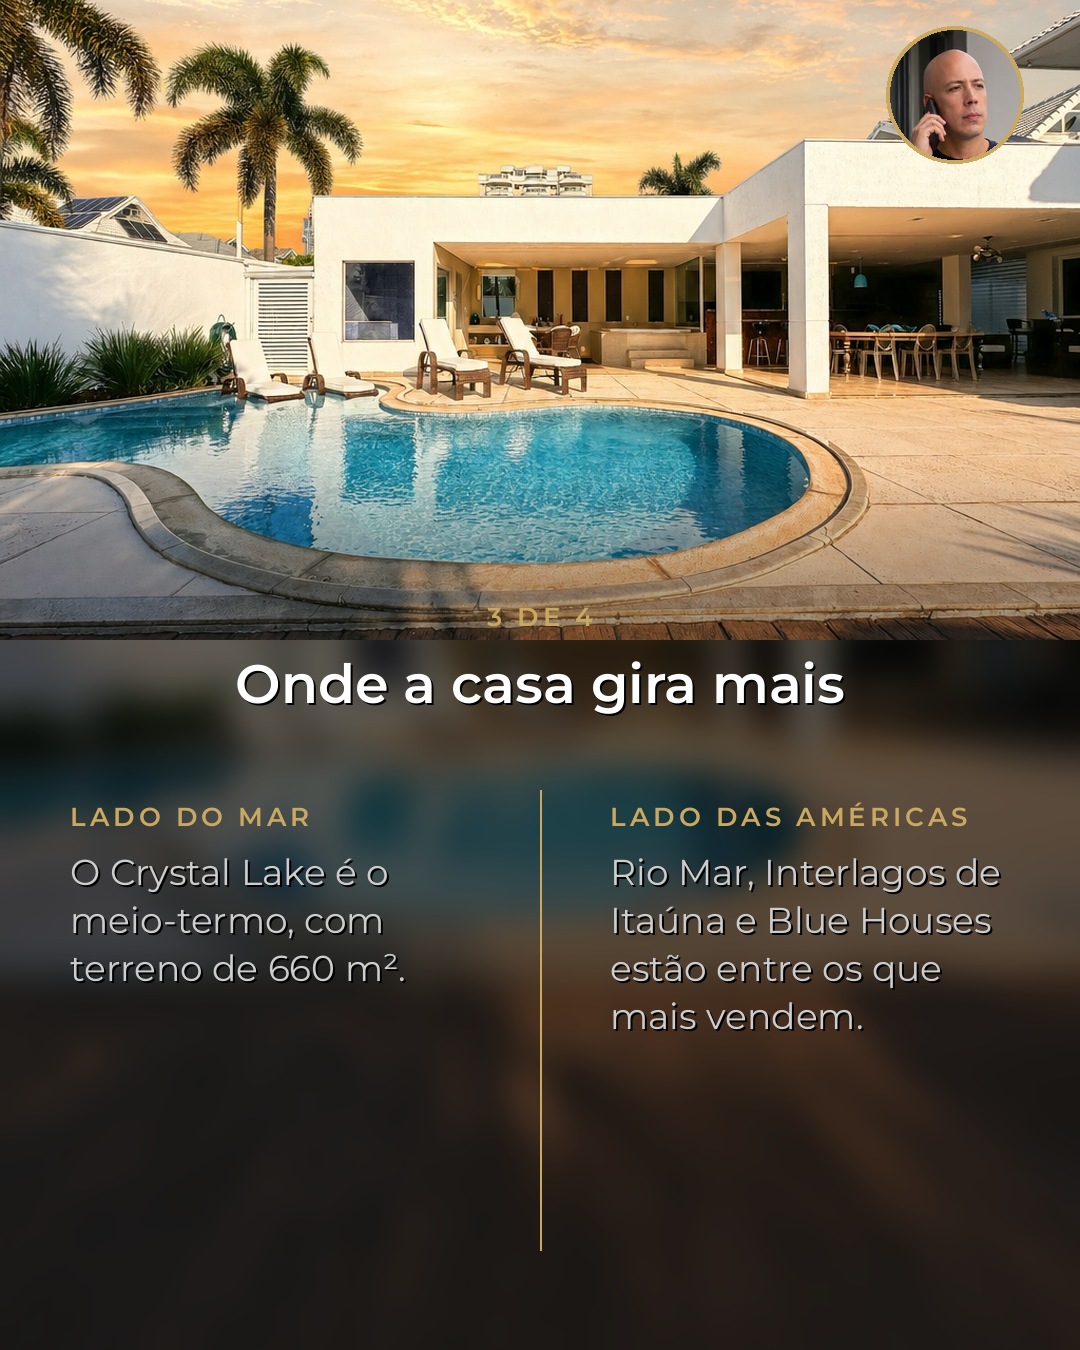 3 DE 4
Onde a casa gira mais
LADO DO MAR
O Crystal Lake é o
meio-termo, com
terreno de 660 m².
LADO DAS AMÉRICAS
Rio Mar, Interlagos de
Itaúna e Blue Houses
estão entre os que
mais vendem.